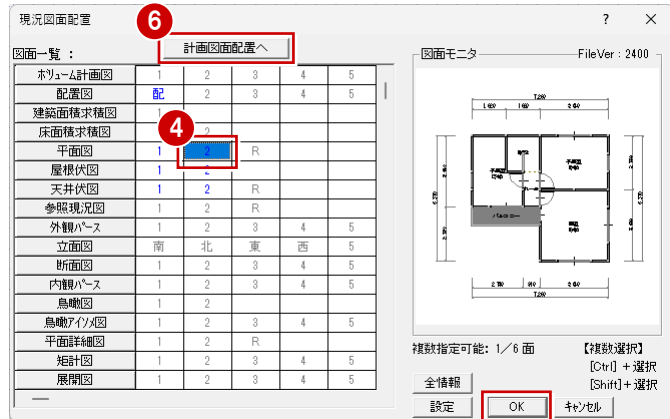 現況図面配置 ? ×
6
図面一覧 : 計画図面配置へ
ホリューム計画図 1 2 3 4 5
配置図 配 2 3 4 5
建築面積求積図 1
4
床面積求積図 2
平面図 1 2 R
屋根伏図 1 2
天井伏図 1 2 R
参照現況図 1 2 R
外観パース 1 2 3 4 5
立面図 南 北 東 西 5
断面図 1 2 3 4 5
内観パース 1 2 3 4 5
鳥瞰図 1 2 3 4 5
鳥瞰アイソメ図 1 2 3 4 5
平面詳細図 1 2 R
矩計図 1 2 3 4 5
展開図 1 2 3 4 5
図面モニタ FileVer : 2400
バルコニー
複数指定可能: 1/6 面 【複数選択】
[Ctrl] +選択
全情報 [Shift]+選択
設定 OK キャンセル